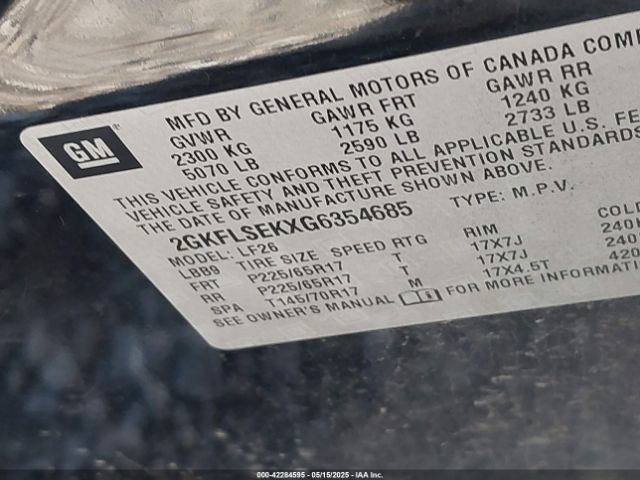 MFD BY GENERAL MOTORS OF CANADA COMP
GVWR GAWR FRT GAWR RR
2300 KG 1175 KG 1240 KG
5070 LB 2590 LB 2733 LB
GM
THIS VEHICLE CONFORMS TO ALL APPLICABLE U.S. FE
VEHICLE SAFETY AND THEFT PREVENTION STANDARDS
THE DATE OF MANUFACTURE SHOWN ABOVE.
2GKFLSEKXG6354685 TYPE: M.P.V.
LBB9 LF26
TIRE SIZE SPEED RTG RIM COLD
FRT P225/65R17 T 17X7J 240
RR P225/65R17 T 17X7J 240
SPA T145/70R17 M 17X4.5T 420
SEE OWNER'S MANUAL FOR MORE INFORMATION
000-42284595 - 05/15/2025 - IAA Inc.